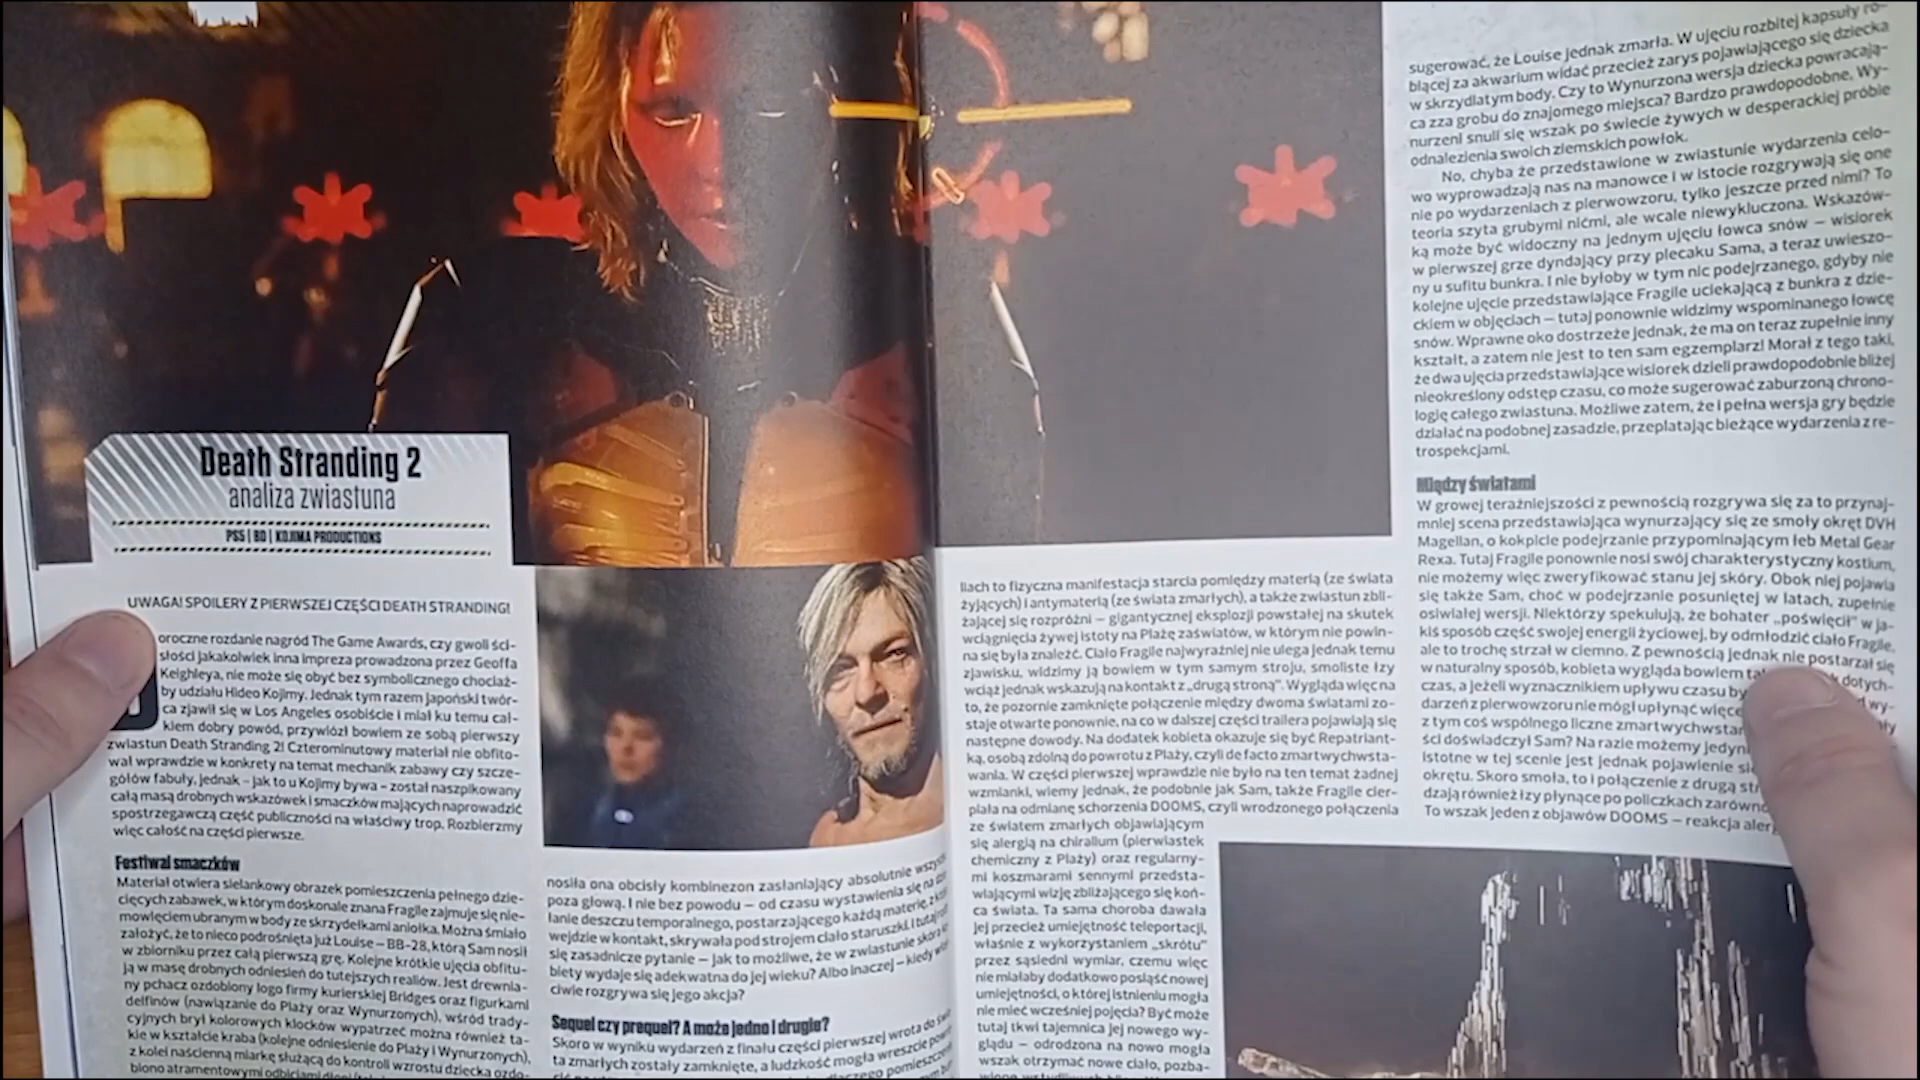 Death Stranding 2
analiza zwiastuna
PS5 | BD | KOJIMA PRODUCTIONS
UWAGA! SPOILERY Z PIERWSZEJ CZĘŚCI DEATH STRANDING!
oroczne rozdanie nagród The Game Awards, czy gwoli ści-
słości jakakolwiek inna impreza prowadzona przez Geoffa
Keighleya, nie może się obyć bez symbolicznego chociaż-
by udziału Hideo Kojimy. Jednak tym razem japoński twór-
ca zjawił się w Los Angeles osobiście i miał ku temu cał-
kiem dobry powód, przywiózł bowiem ze sobą pierwszy
zwiastun Death Stranding 2! Czterominutowy materiał nie obfito-
wał wprawdzie w konkrety na temat mechanik zabawy czy szcze-
gółów fabuły, jednak – jak to u Kojimy bywa – został naszpikowany
całą masą drobnych wskazówek i smaczków mających naprowadzić
spostrzegawczą część publiczności na właściwy trop. Rozbierzmy
więc całość na części pierwsze.
Festiwal smaczków
Materiał otwiera sielankowy obrazek pomieszczenia pełnego dzie-
cięcych zabawek, w którym doskonale znana Fragile zajmuje się nie-
mowlęciem ubranym w body ze skrzydełkami aniołka. Można śmiało
założyć, że to nieco podrośnięta już Louise – BB-28, którą Sam nosił
w zbiorniku przez całą pierwszą grę. Kolejne krótkie ujęcia obfitu-
ją w masę drobnych odniesień do tutejszych realiów. Jest drewnia-
ny pchacz ozdobiony logo firmy kurierskiej Bridges oraz figurkami
delfinów (nawiązanie do Plaży oraz Wynurzonych), wśród trady-
cyjnych brył kolorowych klocków wypatrzeć można również ta-
kie w kształcie kraba (kolejne odniesienie do Plaży i Wynurzonych),
z kolei naścienną miarkę służącą do kontroli wzrostu dziecka ozdo-
biono atramentowymi odbiciami dłoni
nosiła ona obcisły kombinezon zasłaniający absolutnie
poza głową. I nie bez powodu – od czasu wystawienia się na
łanie deszczu temporalnego, postarzającego każdą materię, z
wejdzie w kontakt, skrywała pod strojem ciało staruszki. I tutaj
się zasadnicze pytanie – jak to możliwe, że w zwiastunie skóra
biety wydaje się adekwatna do jej wieku? Albo inaczej – kiedy
ciwie rozgrywa się jego akcja?
Sequel czy prequel? A może jedno i drugie?
Skoro w wyniku wydarzeń z finału części pierwszej wrota do
ta zmarłych zostały zamknięte, a ludzkość mogła wreszcie
liach to fizyczna manifestacja starcia pomiędzy materią (ze świata
żyjących) i antymaterią (ze świata zmarłych), a także zwiastun zbli-
żającej się rozpróżni – gigantycznej eksplozji powstałej na skutek
wciągnięcia żywej istoty na Plażę zaświatów, w którym nie powin-
na się była znaleźć. Ciało Fragile najwyraźniej nie ulega jednak temu
zjawisku, widzimy ją bowiem w tym samym stroju, smoliste łzy
wciąż jednak wskazują na kontakt z „drugą stroną”. Wygląda więc na
to, że pozornie zamknięte połączenie między dwoma światami zo-
staje otwarte ponownie, na co w dalszej części trailera pojawiają się
następne dowody. Na dodatek kobieta okazuje się być Repatriant-
ką, osobą zdolną do powrotu z Plaży, czyli de facto zmartwychwsta-
wania. W części pierwszej wprawdzie nie było na ten temat żadnej
wzmianki, wiemy jednak, że podobnie jak Sam, także Fragile cier-
piała na odmianę schorzenia DOOMS, czyli wrodzonego połączenia
ze światem zmarłych objawiającym
się alergią na chiralium (pierwiastek
chemiczny z Plaży) oraz regularny-
mi koszmarami sennymi przedsta-
wiającymi wizję zbliżającego się koń-
ca świata. Ta sama choroba dawała
jej przecież umiejętność teleportacji,
właśnie z wykorzystaniem „skrótu”
przez sąsiedni wymiar, czemu więc
nie miałaby dodatkowo posiąść nowej
umiejętności, o której istnieniu mogła
nie mieć wcześniej pojęcia? Być może
tutaj tkwi tajemnica jej nowego wy-
glądu – odrodzona na nowo mogła
wszak otrzymać nowe ciało, pozba-
sugerować, że Louise jednak zmarła. W ujęciu rozbitej kapsuły ro-
błącej za akwarium widać przecież zarys pojawiającego się dziecka
w skrzydlatym body. Czy to Wynurzona wersja dziecka powracają-
ca zza grobu do znajomego miejsca? Bardzo prawdopodobne. Wy-
nurzeni snuli się wszak po świecie żywych w desperackiej próbie
odnalezienia swoich ziemskich powłok.
No, chyba że przedstawione w zwiastunie wydarzenia celo-
wo wyprowadzają nas na manowce i w istocie rozgrywają się one
nie po wydarzeniach z pierwowzoru, tylko jeszcze przed nimi? To
teoria szyta grubymi nićmi, ale wcale niewykluczona. Wskazów-
ką może być widoczny na jednym ujęciu łowca snów – wisiorek
w pierwszej grze dyndający przy plecaku Sama, a teraz uwieszo-
ny u sufitu bunkra. I nie byłoby w tym nic podejrzanego, gdyby nie
kolejne ujęcie przedstawiające Fragile uciekającą z bunkra z dzie-
ckiem w objęciach – tutaj ponownie widzimy wspominanego łowcę
snów. Wprawne oko dostrzeże jednak, że ma on teraz zupełnie inny
kształt, a zatem nie jest to ten sam egzemplarz! Morał z tego taki,
że dwa ujęcia przedstawiające wisiorek dzieli prawdopodobnie bliżej
nieokreślony odstęp czasu, co może sugerować zaburzoną chrono-
logię całego zwiastuna. Możliwe zatem, że i pełna wersja gry będzie
działać na podobnej zasadzie, przeplatając bieżące wydarzenia z re-
trospekcjami.
Między światami
W growej teraźniejszości z pewnością rozgrywa się za to przynaj-
mniej scena przedstawiająca wynurzający się ze smoły okręt DVH
Magellan, o kokpicie podejrzanie przypominającym łeb Metal Gear
Rexa. Tutaj Fragile ponownie nosi swój charakterystyczny kostium,
nie możemy więc zweryfikować stanu jej skóry. Obok niej pojawia
się także Sam, choć w podejrzanie posuniętej w latach, zupełnie
osiwiałej wersji. Niektórzy spekulują, że bohater „poświęcił” w ja-
kiś sposób część swojej energii życiowej, by odmłodzić ciało Fragile,
ale to trochę strzał w ciemno. Z pewnością jednak nie postarzał się
w naturalny sposób, kobieta wygląda bowiem dotych-
czas, a jeżeli wyznacznikiem upływu czasu wy-
darzeń z pierwowzoru nie mógł upłynąć
z tym coś wspólnego liczne
ści doświadczył Sam? Na razie możemy
Istotne w tej scenie jest jednak pojawienie
okrętu. Skoro smoła, to i połączenie z drugą
dzają również łzy płynące po policzkach
To wszak jeden z objawów DOOMS – reakcja